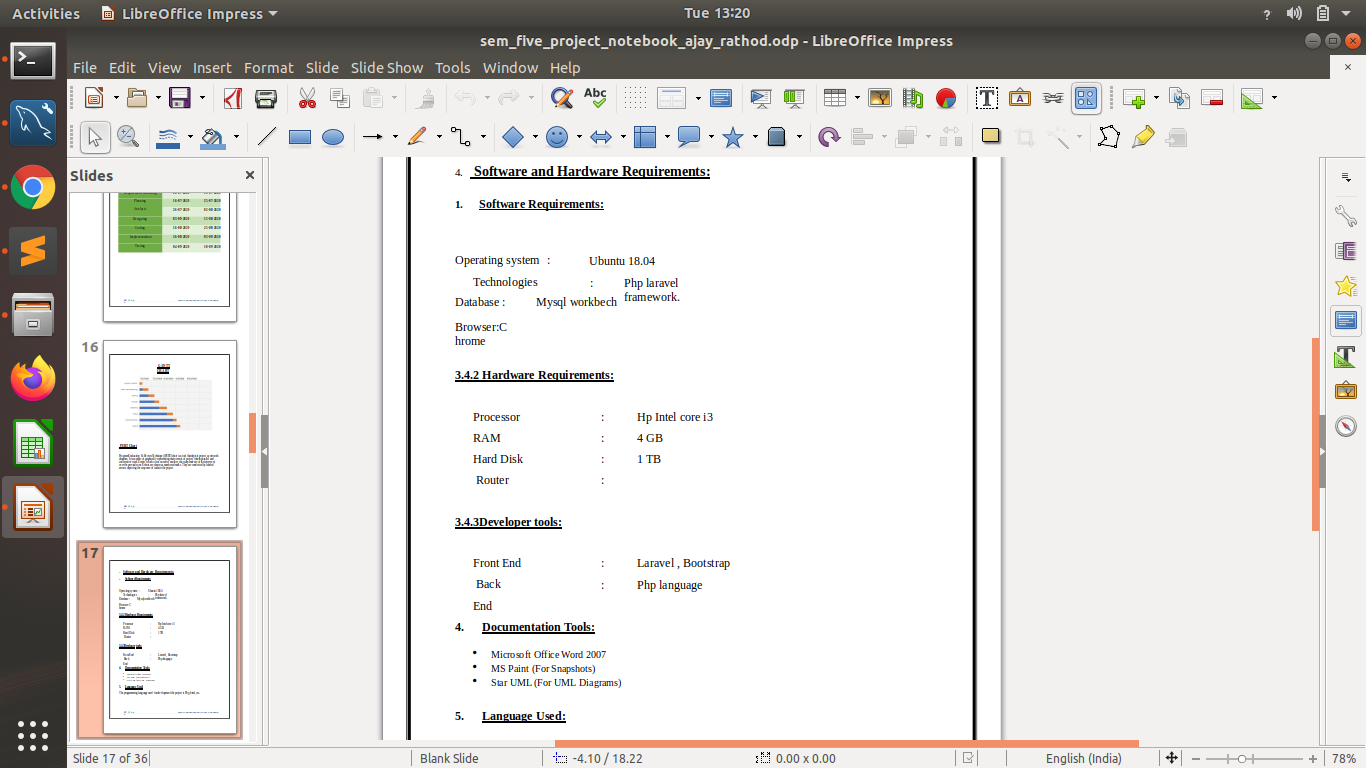 Activities LibreOffice Impress Tue 13:20
sem_five_project_notebook_ajay_rathod.odp - LibreOffice Impress
File Edit View Insert Format Slide Slide Show Tools Window Help
Abc
Slides
16
17
4. Software and Hardware Requirements:
1. Software Requirements:
Operating system : Ubuntu 18.04
Technologies : Php laravel
framework.
Database : Mysql workbech
Browser:C
hrome
3.4.2 Hardware Requirements:
Processor : Hp Intel core i3
RAM : 4 GB
Hard Disk : 1 TB
Router :
3.4.3Developer tools:
Front End : Laravel , Bootstrap
Back : Php language
End
4. Documentation Tools:
• Microsoft Office Word 2007
• MS Paint (For Snapshots)
• Star UML (For UML Diagrams)
5. Language Used:
Slide 17 of 36 Blank Slide -4.10 / 18.22 0.00 x 0.00 English (India) 78%